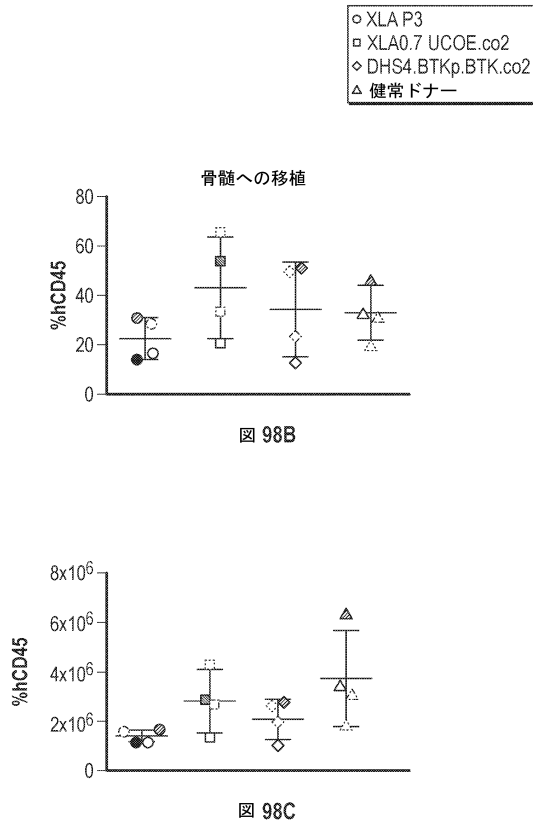 XLA P3
XLA0.7 UCOE.co2
DHS4.BTKp.BTK.co2
健常ドナー
骨髄への移植
80
60
40
20
0
%hCD45
図 98B
8x10⁶
6x10⁶
4x10⁶
2x10⁶
0
%hCD45
図 98C